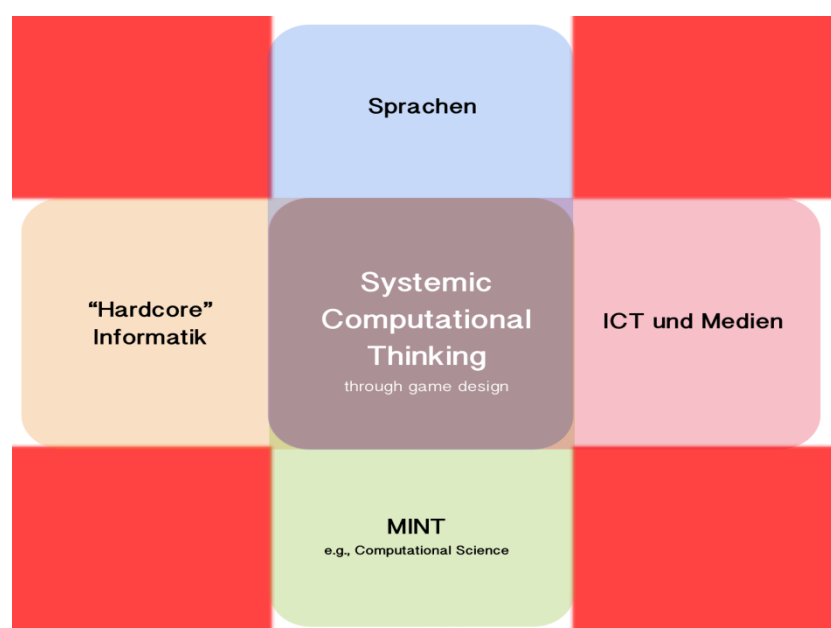 Sprachen
“Hardcore”
Informatik
Systemic
Computational
Thinking
through game design
ICT und Medien
MINT
e.g., Computational Science